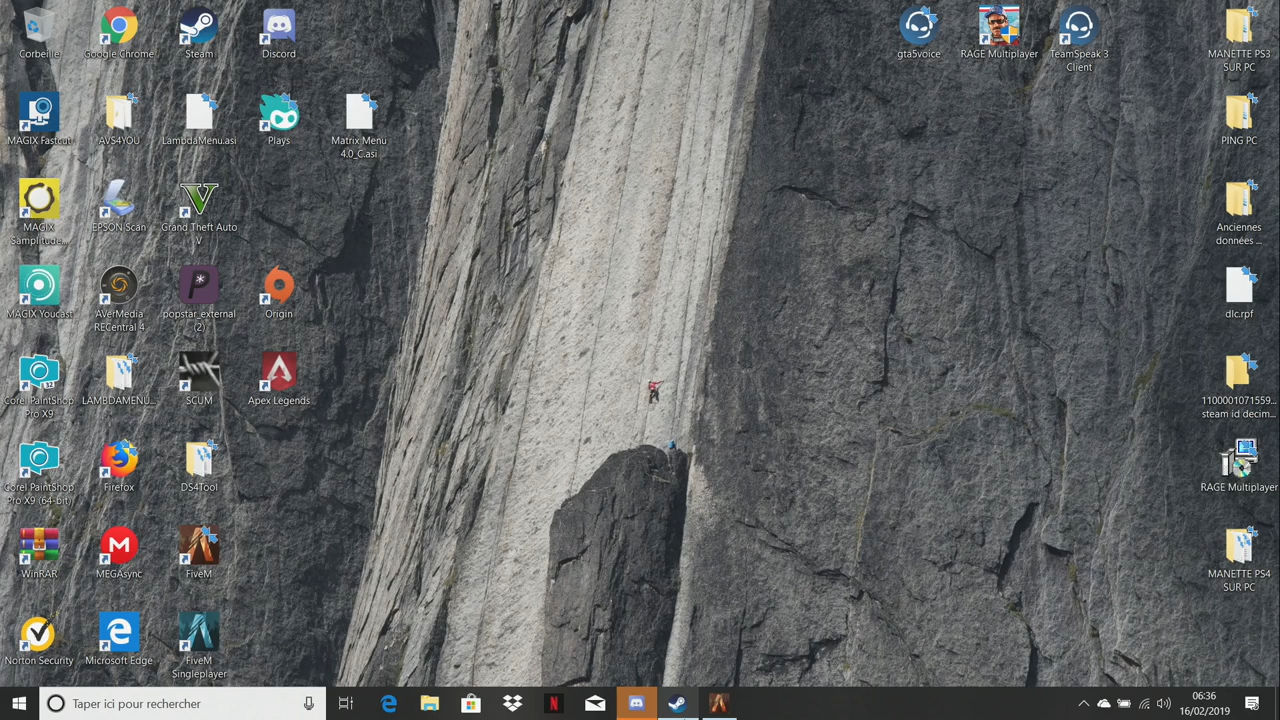 Corbeille
Google Chrome
Steam
Discord
gta5voice
RAGE Multiplayer
TeamSpeak 3
Client
MANETTE PS3
SUR PC
MAGIX Fastcut
AVS4YOU
LambdaMenu.asi
Plays
Matrix Menu
4.0_C.asi
PING PC
MAGIX
Samplitude...
EPSON Scan
Grand Theft Auto
V
Anciennes
données ...
MAGIX Youcast
AVerMedia
RECentral 4
popstar_external
(2)
Origin
dlc.rpf
Corel PaintShop
Pro X9
LAMBDAMENU...
SCUM
Apex Legends
1100001071559...
steam id decim...
Corel PaintShop
Pro X9 (64-bit)
Firefox
DS4Tool
RAGE Multiplayer
WinRAR
MEGAsync
FiveM
MANETTE PS4
SUR PC
Norton Security
Microsoft Edge
FiveM
Singleplayer
Taper ici pour rechercher
06:36
16/02/2019